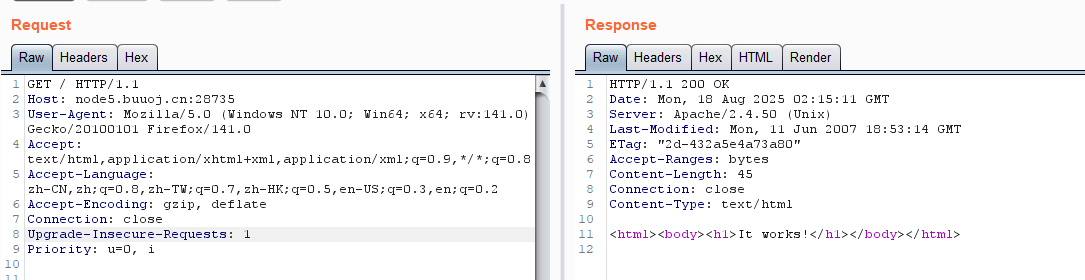 Request
Raw Headers Hex
1 GET / HTTP/1.1
2 Host: node5.buuoj.cn:28735
3 User-Agent: Mozilla/5.0 (Windows NT 10.0; Win64; x64; rv:141.0)
Gecko/20100101 Firefox/141.0
4 Accept:
text/html,application/xhtml+xml,application/xml;q=0.9,*/*;q=0.8
5 Accept-Language:
zh-CN,zh;q=0.8,zh-TW;q=0.7,zh-HK;q=0.5,en-US;q=0.3,en;q=0.2
6 Accept-Encoding: gzip, deflate
7 Connection: close
8 Upgrade-Insecure-Requests: 1
9 Priority: u=0, i
10
11
Response
Raw Headers Hex HTML Render
1 HTTP/1.1 200 OK
2 Date: Mon, 18 Aug 2025 02:15:11 GMT
3 Server: Apache/2.4.50 (Unix)
4 Last-Modified: Mon, 11 Jun 2007 18:53:14 GMT
5 ETag: "2d-432a5e4a73a80"
6 Accept-Ranges: bytes
7 Content-Length: 45
8 Connection: close
9 Content-Type: text/html
10
11 <html><body><h1>It works!</h1></body></html>
12